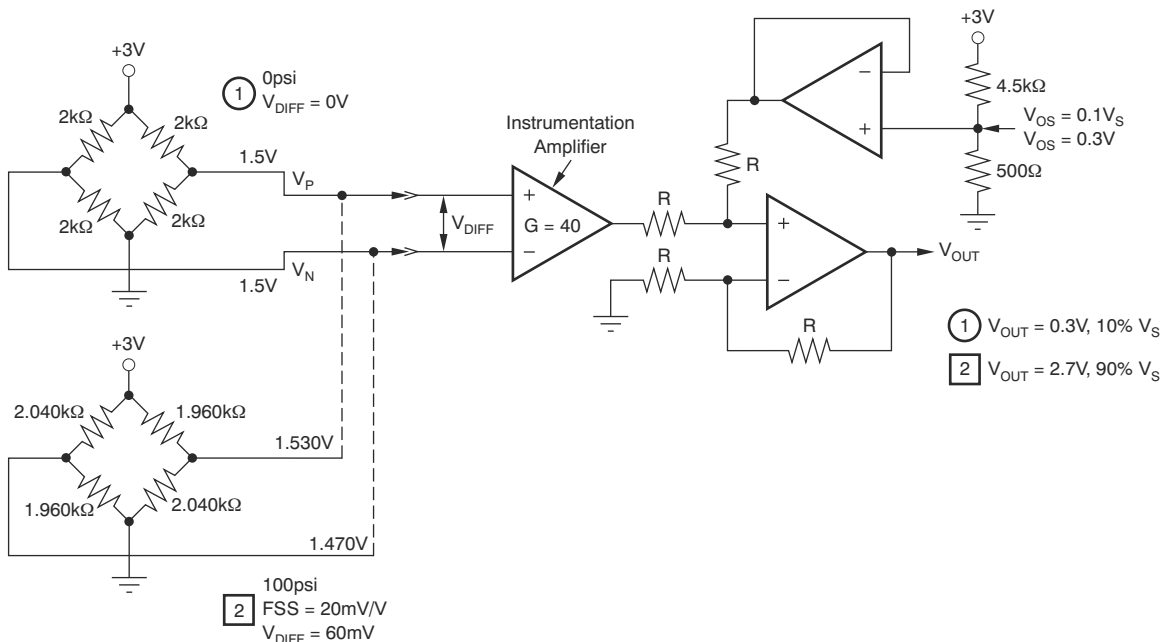 +3V
1
0psi
V_DIFF = 0V
2kΩ
2kΩ
2kΩ
2kΩ
1.5V
V_P
V_DIFF
V_N
1.5V
Instrumentation
Amplifier
+
G = 40
−
R
R
R
R
−
+
+3V
4.5kΩ
V_OS = 0.1V_S
V_OS = 0.3V
500Ω
+
−
V_OUT
1 V_OUT = 0.3V, 10% V_S
2 V_OUT = 2.7V, 90% V_S
+3V
2.040kΩ
1.960kΩ
1.530V
1.960kΩ
2.040kΩ
1.470V
100psi
2 FSS = 20mV/V
V_DIFF = 60mV